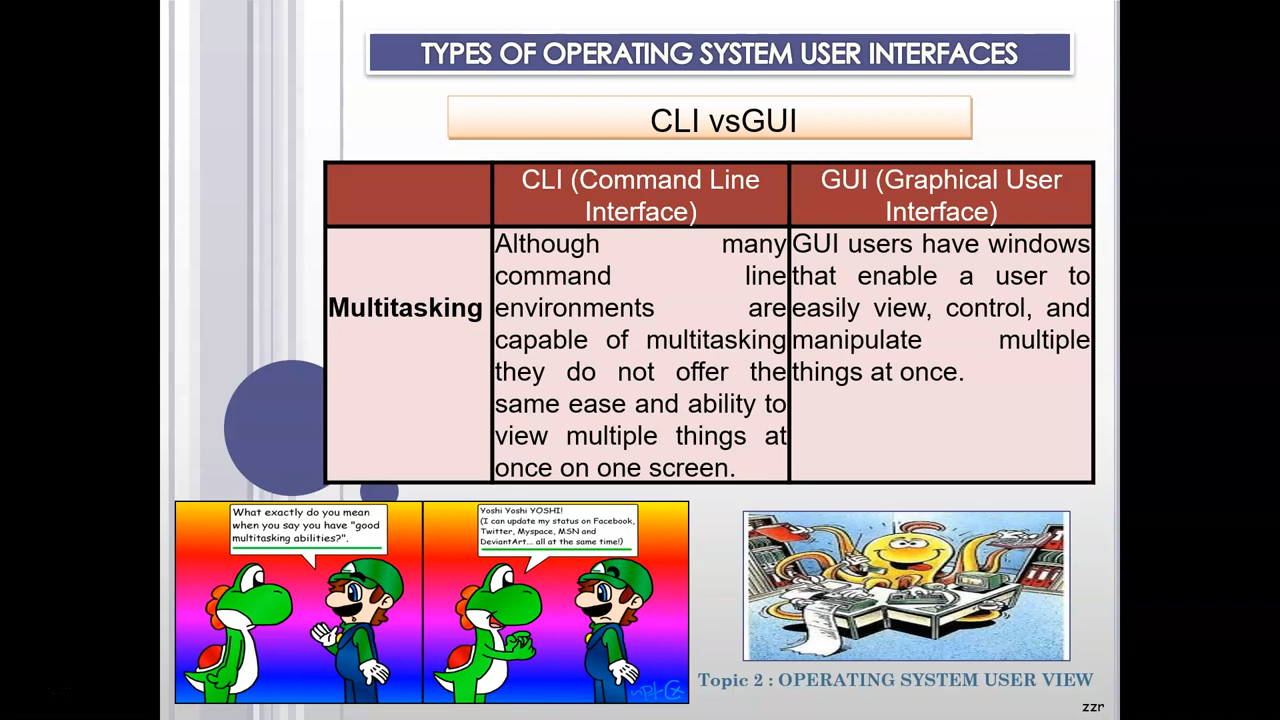 TYPES OF OPERATING SYSTEM USER INTERFACES
CLI vsGUI
CLI (Command Line
Interface)
GUI (Graphical User
Interface)
Multitasking
Although many
command line
environments are
capable of multitasking
they do not offer the
same ease and ability to
view multiple things at
once on one screen.
GUI users have windows
that enable a user to
easily view, control, and
manipulate multiple
things at once.
What exactly do you mean
when you say you have "good
multitasking abilities?".
Yoshi Yoshi YOSHI!
(I can update my status on Facebook,
Twitter, Myspace, MSN and
DeviantArt... all at the same time!)
Topic 2 : OPERATING SYSTEM USER VIEW
zzr